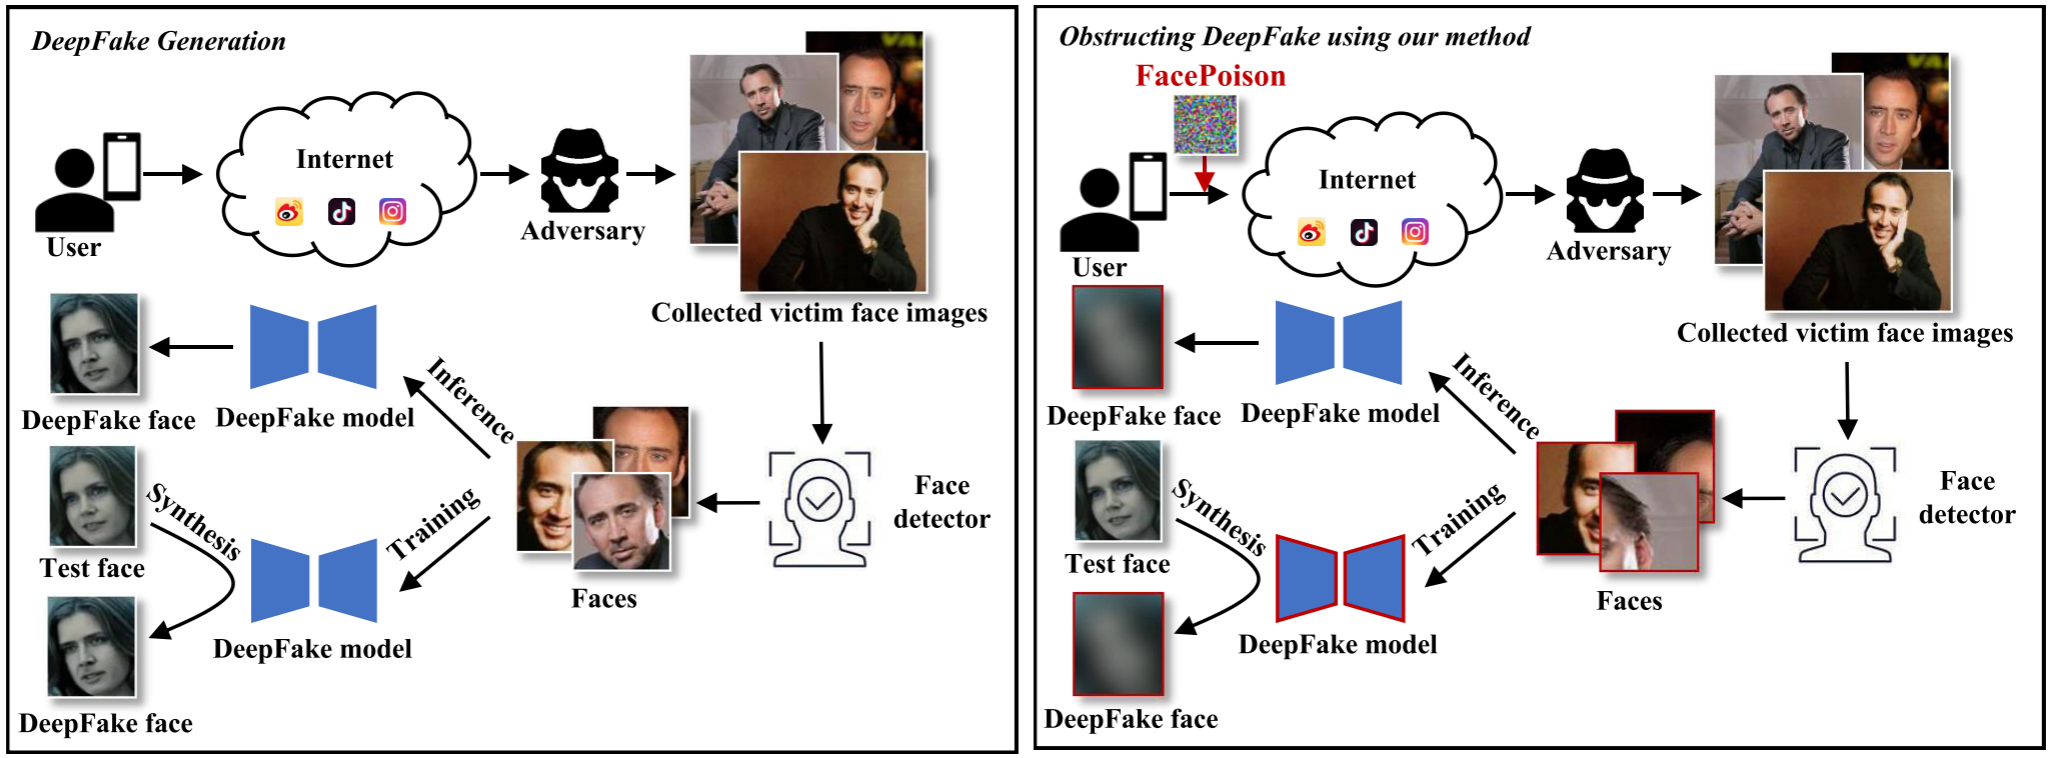 DeepFake Generation
Internet
User
Adversary
Collected victim face images
DeepFake face
DeepFake model
Inference
Face
detector
Synthesis
Training
Test face
Faces
DeepFake model
DeepFake face
Obstructing DeepFake using our method
FacePoison
Internet
User
Adversary
Collected victim face images
DeepFake face
DeepFake model
Inference
Face
detector
Synthesis
Training
Test face
Faces
DeepFake model
DeepFake face